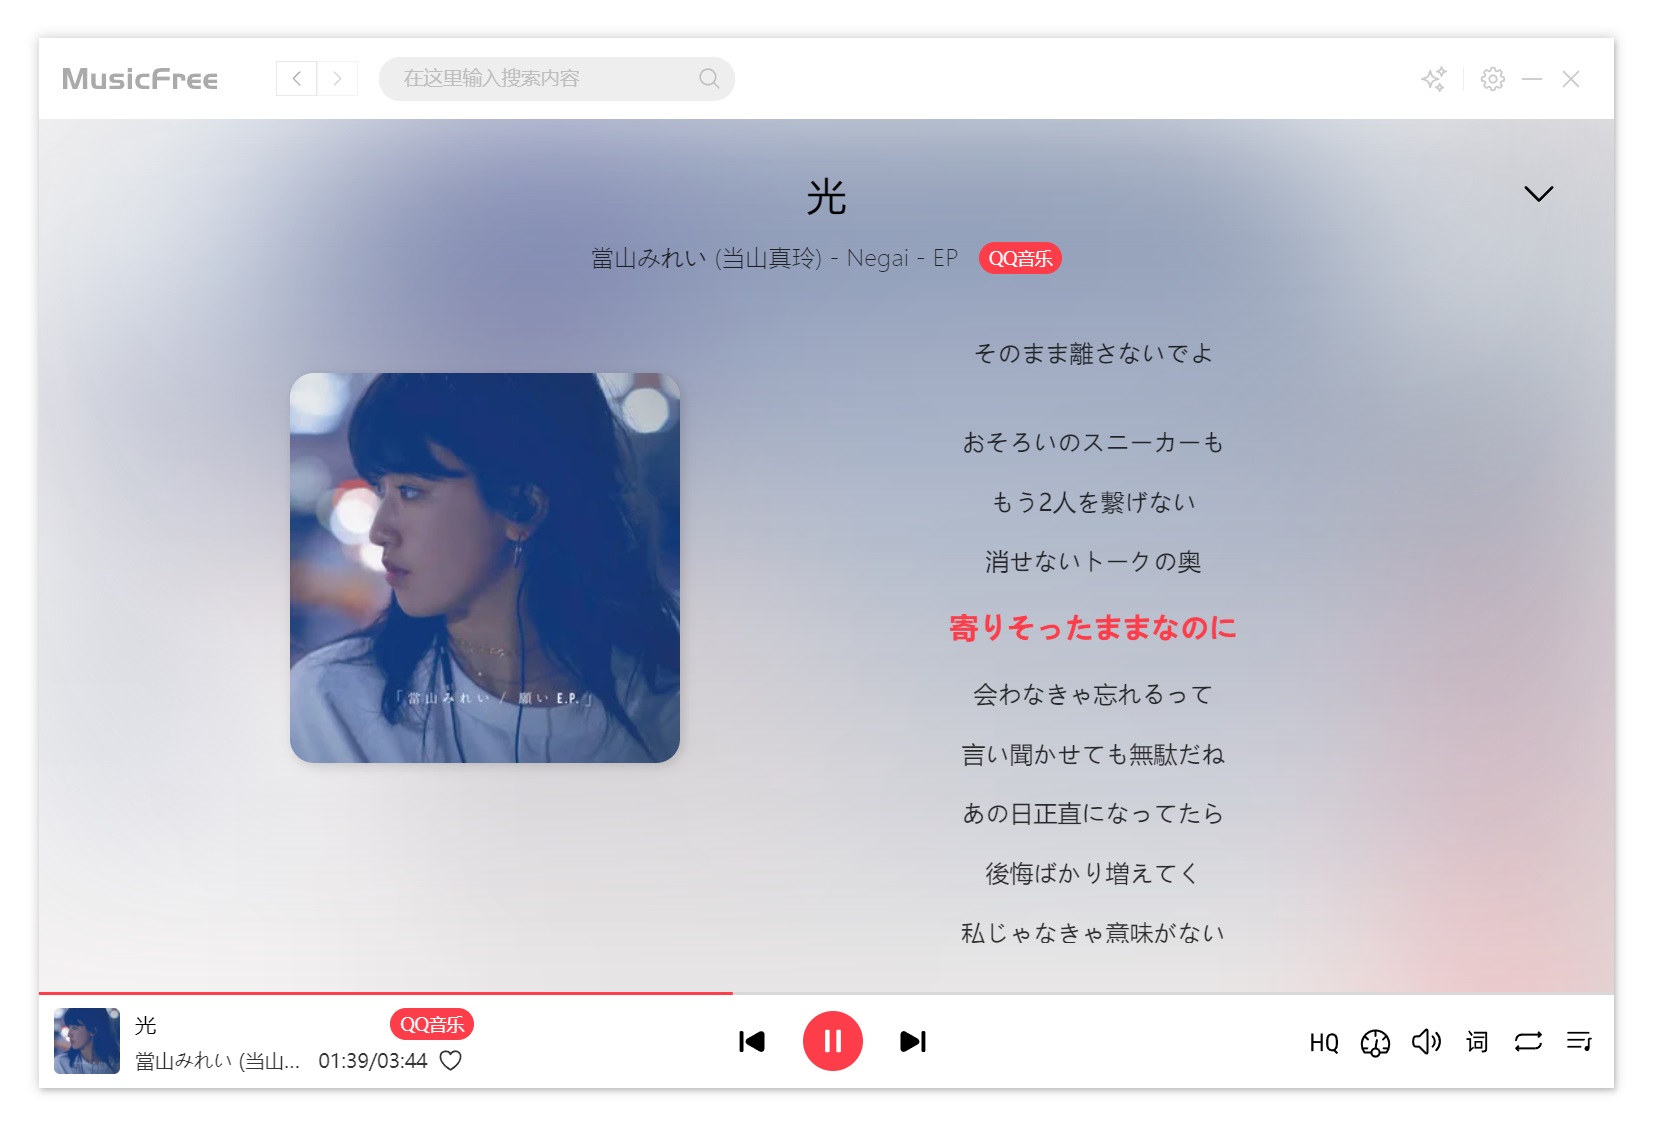 MusicFree
在这里输入搜索内容
光
當山みれい (当山真玲) - Negai - EP QQ音乐
そのまま離さないでよ
おそろいのスニーカーも
もう2人を繋げない
消せないトークの奥
寄りそったままなのに
会わなきゃ忘れるって
言い聞かせても無駄だね
あの日正直になってたら
後悔ばかり増えてく
私じゃなきゃ意味がない
「當山みれい / 願い E.P.」
光 QQ音乐
當山みれい (当山... 01:39/03:44
HQ 词